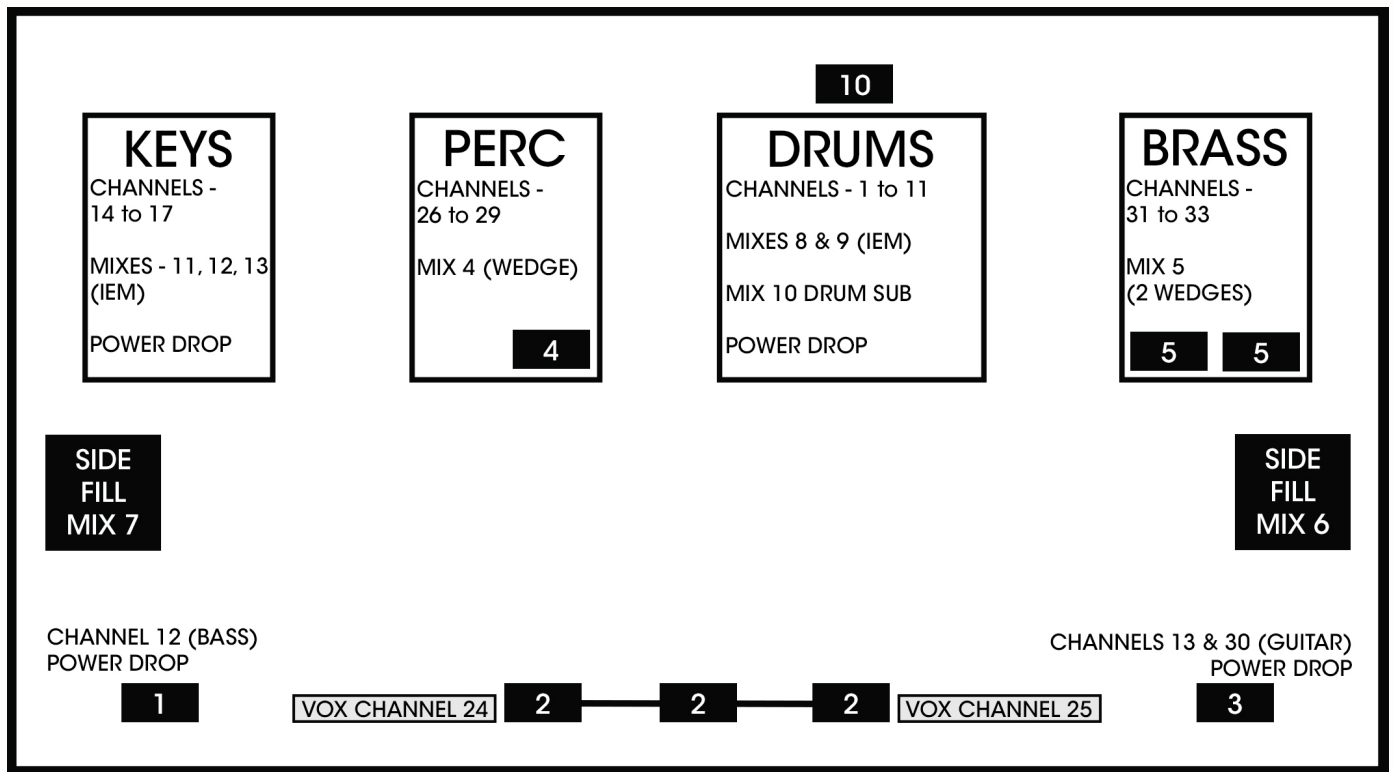 10
KEYS
CHANNELS -
14 to 17
MIXES - 11, 12, 13
(IEM)
POWER DROP
PERC
CHANNELS -
26 to 29
MIX 4 (WEDGE)
4
DRUMS
CHANNELS - 1 to 11
MIXES 8 & 9 (IEM)
MIX 10 DRUM SUB
POWER DROP
BRASS
CHANNELS -
31 to 33
MIX 5
(2 WEDGES)
5 5
SIDE
FILL
MIX 7
SIDE
FILL
MIX 6
CHANNEL 12 (BASS)
POWER DROP
1
VOX CHANNEL 24
2 2 2
VOX CHANNEL 25
CHANNELS 13 & 30 (GUITAR)
POWER DROP
3